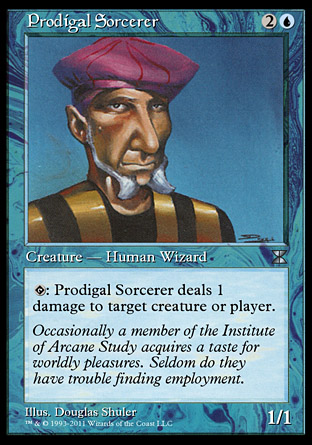 Prodigal Sorcerer 2
Creature — Human Wizard
: Prodigal Sorcerer deals 1
damage to target creature or player.
Occasionally a member of the Institute
of Arcane Study acquires a taste for
worldly pleasures. Seldom do they
have trouble finding employment.
Illus. Douglas Shuler
1/1
™ & © 1993-2011 Wizards of the Coast LLC